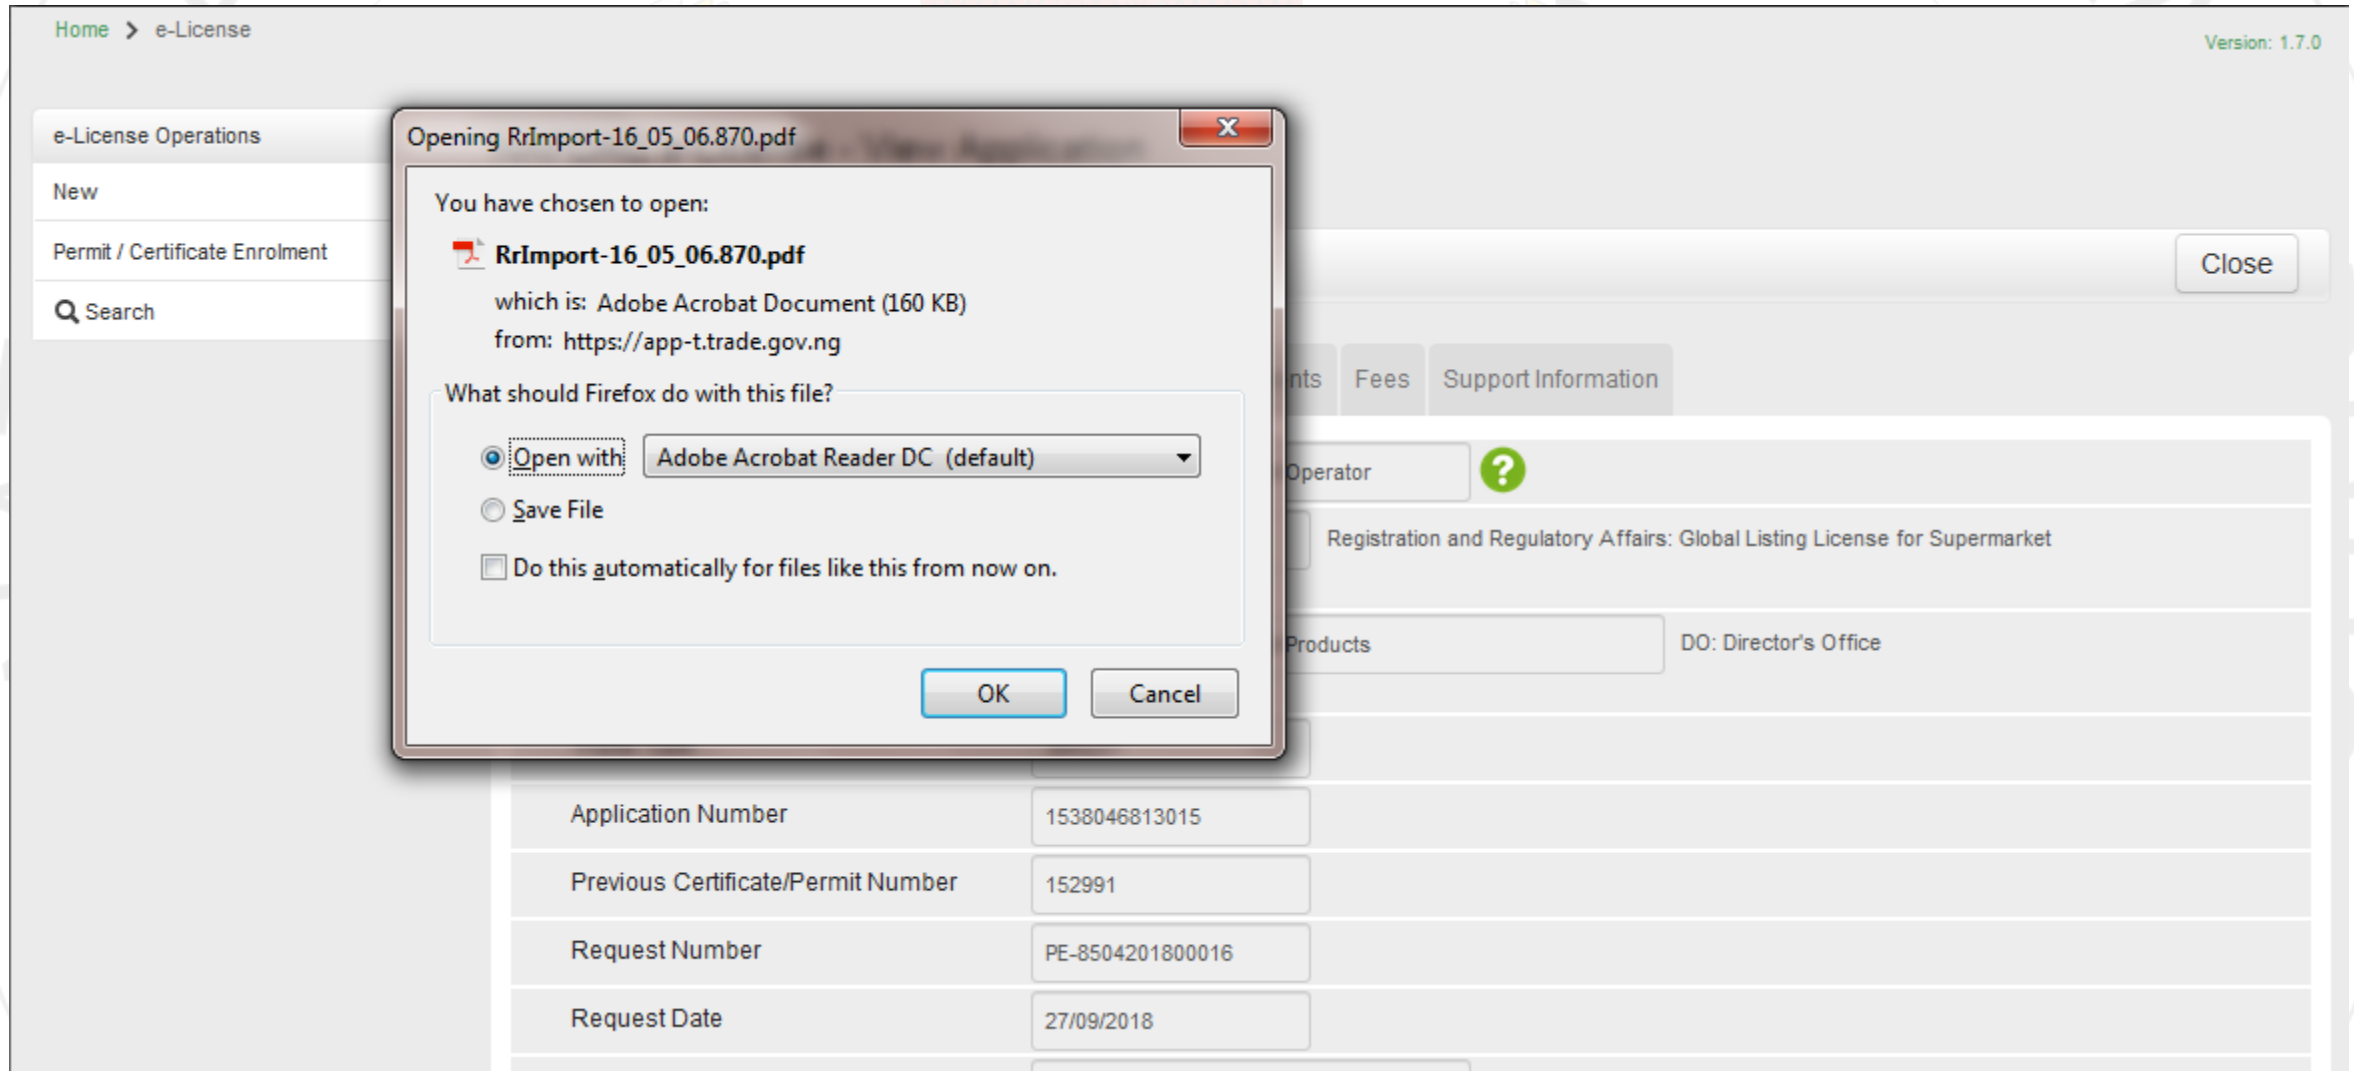 Home > e-License
Version: 1.7.0
e-License Operations
New
Permit / Certificate Enrolment
Search
Opening RrImport-16_05_06.870.pdf
e - View Application
You have chosen to open:
RrImport-16_05_06.870.pdf
which is: Adobe Acrobat Document (160 KB)
from: https://app-t.trade.gov.ng
What should Firefox do with this file?
Open with Adobe Acrobat Reader DC (default)
Save File
Do this automatically for files like this from now on.
OK Cancel
Close
nts Fees Support Information
Operator ?
Registration and Regulatory Affairs: Global Listing License for Supermarket
Products DO: Director's Office
Application Number 1538046813015
Previous Certificate/Permit Number 152991
Request Number PE-8504201800016
Request Date 27/09/2018